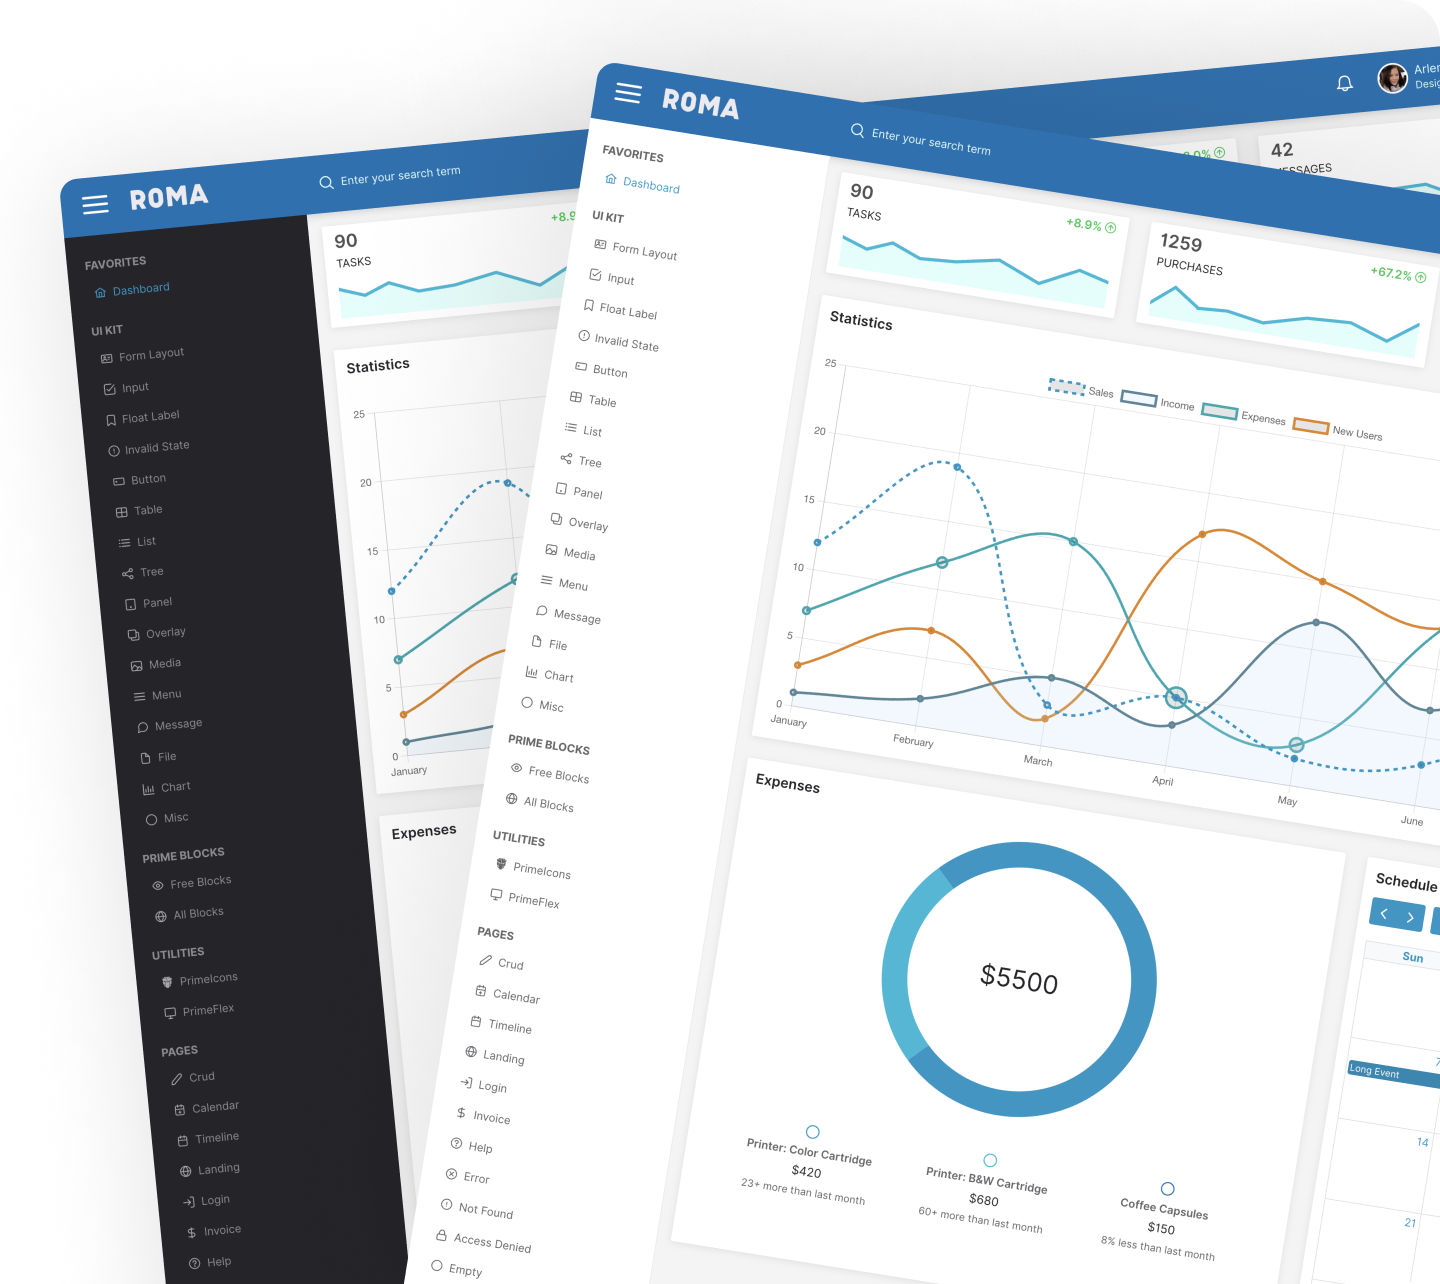 ROMA
Enter your search term
FAVORITES
Dashboard
UI KIT
Form Layout
Input
Float Label
Invalid State
Button
Table
List
Tree
Panel
Overlay
Media
Menu
Message
File
Chart
Misc
PRIME BLOCKS
Free Blocks
All Blocks
UTILITIES
PrimeIcons
PrimeFlex
PAGES
Crud
Calendar
Timeline
Landing
Login
Invoice
Help
90
TASKS
Statistics
25
20
15
10
5
0
January
Expenses
ROMA
Enter your search term
FAVORITES
Dashboard
UI KIT
Form Layout
Input
Float Label
Invalid State
Button
Table
List
Tree
Panel
Overlay
Media
Menu
Message
File
Chart
Misc
PRIME BLOCKS
Free Blocks
All Blocks
UTILITIES
PrimeIcons
PrimeFlex
PAGES
Crud
Calendar
Timeline
Landing
Login
Invoice
Help
Error
Not Found
Access Denied
Empty
90
TASKS
+8.9%
1259
PURCHASES
+67.2%
42
Statistics
Sales Income Expenses New Users
25
20
15
10
5
0
January February March April May June
Expenses
$5500
Printer: Color Cartridge
$420
23+ more than last month
Printer: B&W Cartridge
$680
60+ more than last month
Coffee Capsules
$150
8% less than last month
Schedule
Sun
7
Long Event
14
21